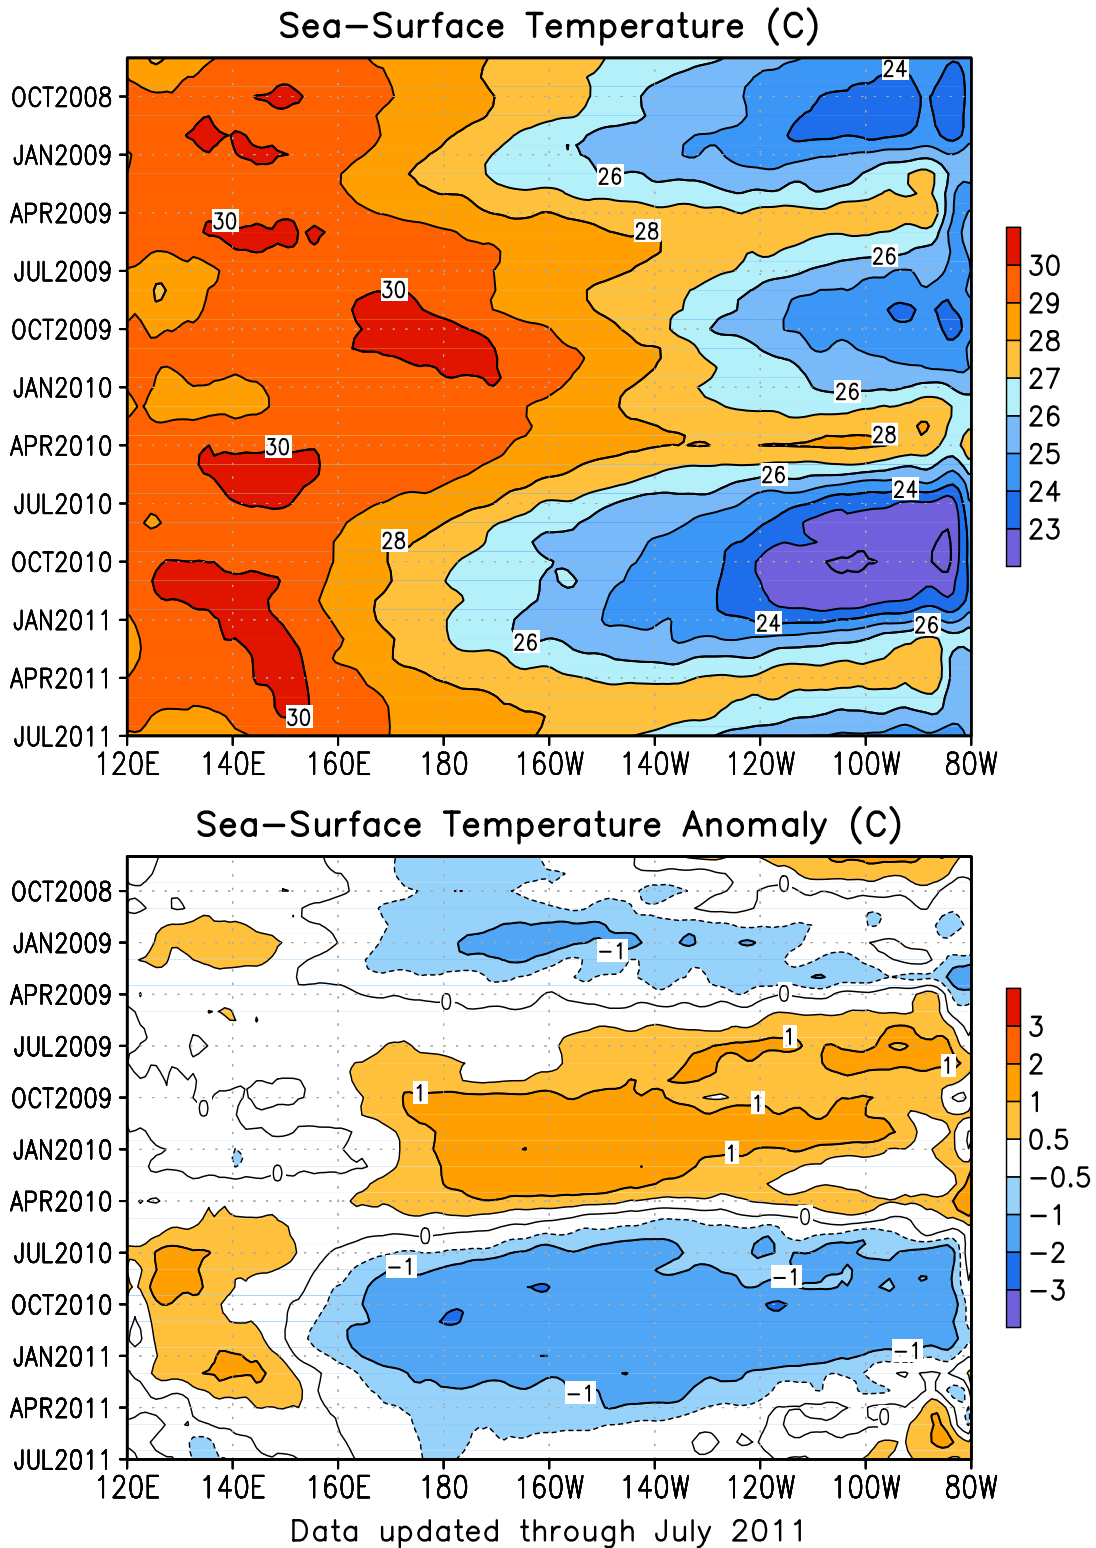 Sea-Surface Temperature (C)
24
OCT2008
JAN2009
26
APR2009
30
28
26
JUL2009
30
OCT2009
JAN2010
26
28
APR2010
30
26
24
JUL2010
28
OCT2010
JAN2011
24
26
26
APR2011
30
JUL2011
120E 140E 160E 180 160W 140W 120W 100W 80W
30
29
28
27
26
25
24
23
Sea-Surface Temperature Anomaly (C)
0
OCT2008
JAN2009
-1
APR2009
0
0
1
JUL2009
1
1
1
OCT2009
0
JAN2010
1
0
APR2010
0
0
JUL2010
-1
-1
OCT2010
JAN2011
-1
-1
APR2011
0
JUL2011
120E 140E 160E 180 160W 140W 120W 100W 80W
3
2
1
0.5
-0.5
-1
-2
-3
Data updated through July 2011